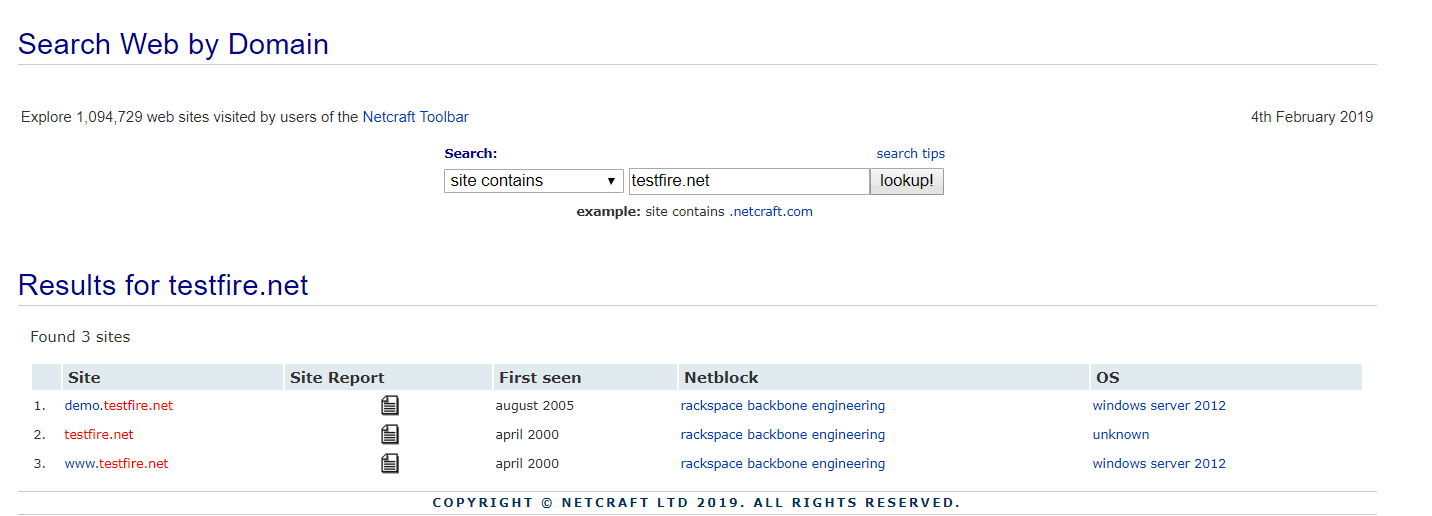 Search Web by Domain
Explore 1,094,729 web sites visited by users of the Netcraft Toolbar 4th February 2019
Search: search tips
site contains testfire.net lookup!
example: site contains .netcraft.com
Results for testfire.net
Found 3 sites
Site Site Report First seen Netblock OS
1. demo.testfire.net august 2005 rackspace backbone engineering windows server 2012
2. testfire.net april 2000 rackspace backbone engineering unknown
3. www.testfire.net april 2000 rackspace backbone engineering windows server 2012
COPYRIGHT © NETCRAFT LTD 2019. ALL RIGHTS RESERVED.